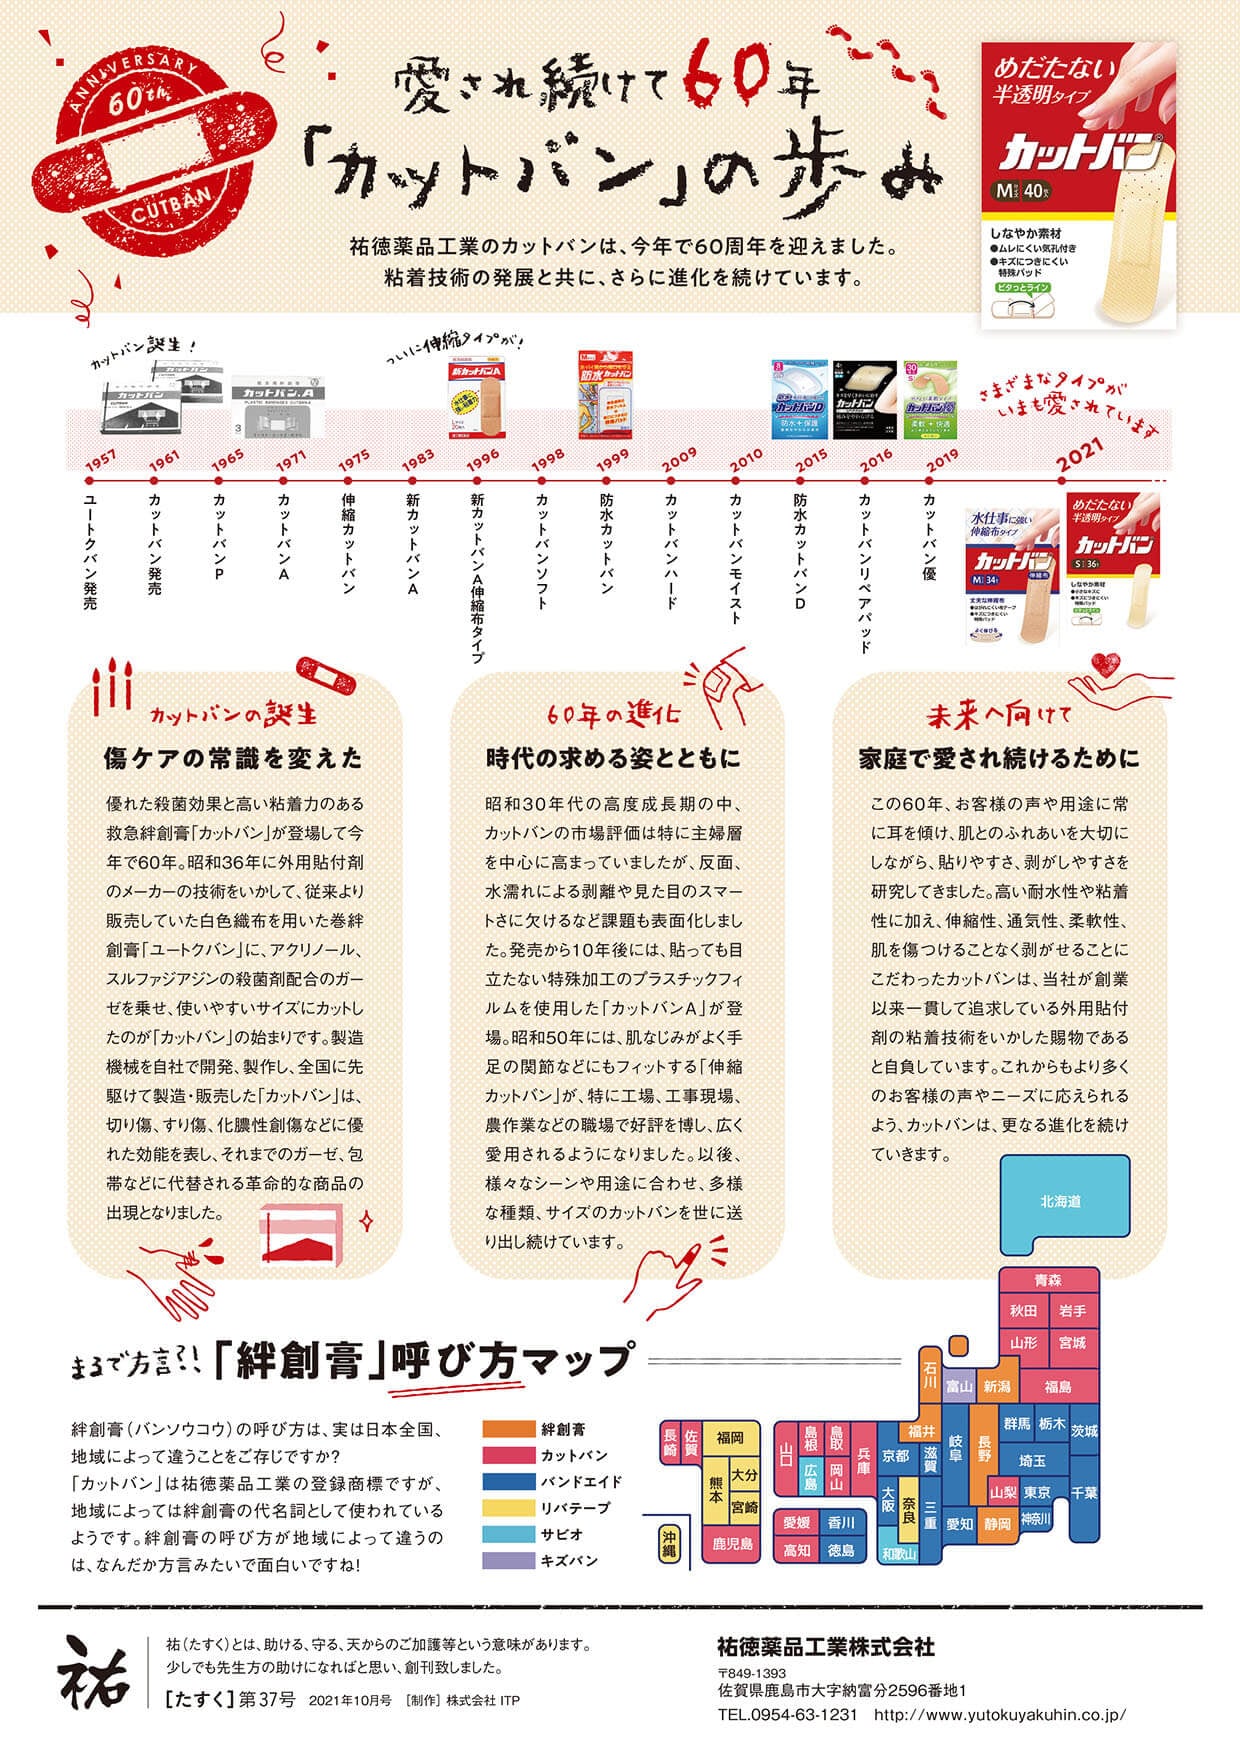 ANNIVERSARY
60th
CUTBAN
愛され続けて60年
「カットバン」の歩み
祐徳薬品工業のカットバンは、今年で60周年を迎えました。
粘着技術の発展と共に、さらに進化を続けています。
めだたない
半透明タイプ
カットバン®
Mサイズ 40枚入
しなやか素材
●ムレにくい気孔付き
●キズにつきにくい
特殊パッド
ピタっとライン
カットバン誕生!
ついに伸縮タイプが!
さまざまなタイプが
いまも愛されています
1957
ユートクバン発売
1961
カットバン発売
1965
カットバンP
1971
カットバンA
1975
伸縮カットバン
1983
新カットバンA
1996
新カットバンA伸縮布タイプ
1998
カットバンソフト
1999
防水カットバン
2009
カットバンハード
2010
カットバンモイスト
2015
防水カットバンD
2016
カットバンリペアパッド
2019
カットバン優
2021
カットバン
カットバン.A
新カットバンA
防水カットバン
カットバンD
防水+保護
カットバン
カットバン優
柔軟+快適
水仕事に強い
伸縮布タイプ
カットバン
伸縮布
M 34
丈夫な伸縮布
めだたない
半透明タイプ
カットバン
S 36
しなやか素材
カットバンの誕生
傷ケアの常識を変えた
優れた殺菌効果と高い粘着力のある
救急絆創膏「カットバン」が登場して今
年で60年。昭和36年に外用貼付剤
のメーカーの技術をいかして、従来より
販売していた白色織布を用いた巻絆
創膏「ユートクバン」に、アクリノール、
スルファジアジンの殺菌剤配合のガー
ゼを乗せ、使いやすいサイズにカットし
たのが「カットバン」の始まりです。製造
機械を自社で開発、製作し、全国に先
駆けて製造・販売した「カットバン」は、
切り傷、すり傷、化膿性創傷などに優
れた効能を表し、それまでのガーゼ、包
帯などに代替される革命的な商品の
出現となりました。
60年の進化
時代の求める姿とともに
昭和30年代の高度成長期の中、
カットバンの市場評価は特に主婦層
を中心に高まっていましたが、反面、
水濡れによる剥離や見た目のスマー
トさに欠けるなど課題も表面化しまし
た。発売から10年後には、貼っても目
立たない特殊加工のプラスチックフィ
ルムを使用した「カットバンA」が登
場。昭和50年には、肌なじみがよく手
足の関節などにもフィットする「伸縮
カットバン」が、特に工場、工事現場、
農作業などの職場で好評を博し、広く
愛用されるようになりました。以後、
様々なシーンや用途に合わせ、多様
な種類、サイズのカットバンを世に送
り出し続けています。
未来へ向けて
家庭で愛され続けるために
この60年、お客様の声や用途に常
に耳を傾け、肌とのふれあいを大切に
しながら、貼りやすさ、剥がしやすさを
研究してきました。高い耐水性や粘着
性に加え、伸縮性、通気性、柔軟性、
肌を傷つけることなく剥がせることに
こだわったカットバンは、当社が創業
以来一貫して追求している外用貼付
剤の粘着技術をいかした賜物である
と自負しています。これからもより多く
のお客様の声やニーズに応えられる
よう、カットバンは、更なる進化を続け
ていきます。
まるで方言?!「絆創膏」呼び方マップ
絆創膏(バンソウコウ)の呼び方は、実は日本全国、
地域によって違うことをご存じですか?
「カットバン」は祐徳薬品工業の登録商標ですが、
地域によっては絆創膏の代名詞として使われている
ようです。絆創膏の呼び方が地域によって違うの
は、なんだか方言みたいで面白いですね!
絆創膏
カットバン
バンドエイド
リバテープ
サビオ
キズバン
北海道
青森
秋田 岩手
山形 宮城
石川 富山 新潟 福島
福井 岐阜 長野 群馬 栃木 茨城
埼玉
山梨 東京 千葉
愛知 静岡 神奈川
長崎 佐賀 福岡
熊本 大分
宮崎
鹿児島
沖縄
山口 島根 鳥取 兵庫 京都 滋賀
広島 岡山
大阪 奈良 三重
和歌山
愛媛 香川
高知 徳島
祐
祐(たすく)とは、助ける、守る、天からのご加護等という意味があります。
少しでも先生方の助けになればと思い、創刊致しました。
[たすく]第37号 2021年10月号 [制作] 株式会社 ITP
祐徳薬品工業株式会社
〒849-1393
佐賀県鹿島市大字納富分2596番地1
TEL.0954-63-1231 http://www.yutokuyakuhin.co.jp/